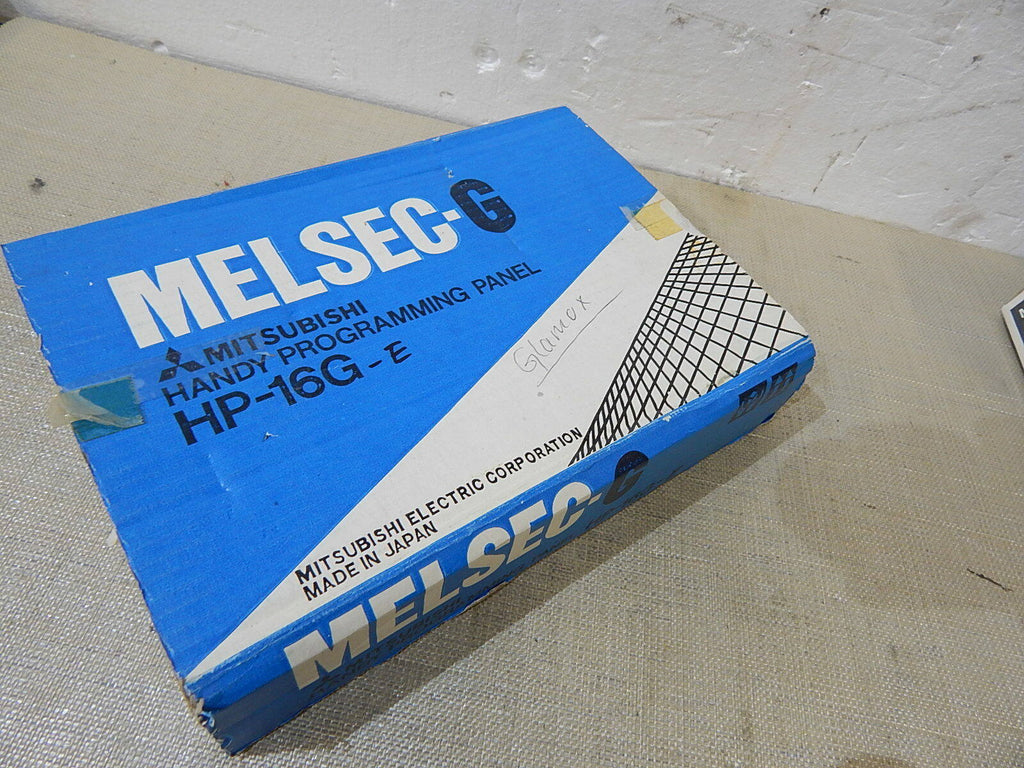 MELSEC-G
MITSUBISHI
HANDY PROGRAMMING PANEL
HP-16G-E
Glamox
MITSUBISHI ELECTRIC CORPORATION
MADE IN JAPAN
MELSEC-G